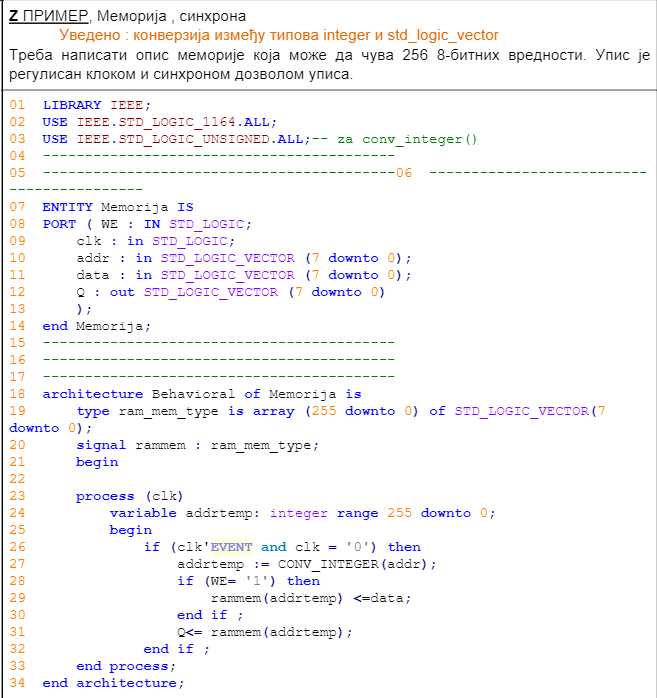 Z ПРИМЕР, Меморија , синхрона
Уведено : конверзија између типова integer и std_logic_vector
Треба написати опис меморије која може да чува 256 8-битних вредности. Упис је
регулисан клоком и синхроном дозволом уписа.
01 LIBRARY IEEE;
02 USE IEEE.STD_LOGIC_1164.ALL;
03 USE IEEE.STD_LOGIC_UNSIGNED.ALL;-- za conv_integer()
04 ------------------------------------------
05 ------------------------------------------06 --------------------------
----------------
07 ENTITY Memorija IS
08 PORT ( WE : IN STD_LOGIC;
09 clk : in STD_LOGIC;
10 addr : in STD_LOGIC_VECTOR (7 downto 0);
11 data : in STD_LOGIC_VECTOR (7 downto 0);
12 Q : out STD_LOGIC_VECTOR (7 downto 0)
13 );
14 end Memorija;
15 ------------------------------------------
16 ------------------------------------------
17 ------------------------------------------
18 architecture Behavioral of Memorija is
19 type ram_mem_type is array (255 downto 0) of STD_LOGIC_VECTOR(7
downto 0);
20 signal rammem : ram_mem_type;
21 begin
22
23 process (clk)
24 variable addrtemp: integer range 255 downto 0;
25 begin
26 if (clk'EVENT and clk = '0') then
27 addrtemp := CONV_INTEGER(addr);
28 if (WE= '1') then
29 rammem(addrtemp) <=data;
30 end if ;
31 Q<= rammem(addrtemp);
32 end if ;
33 end process;
34 end architecture;